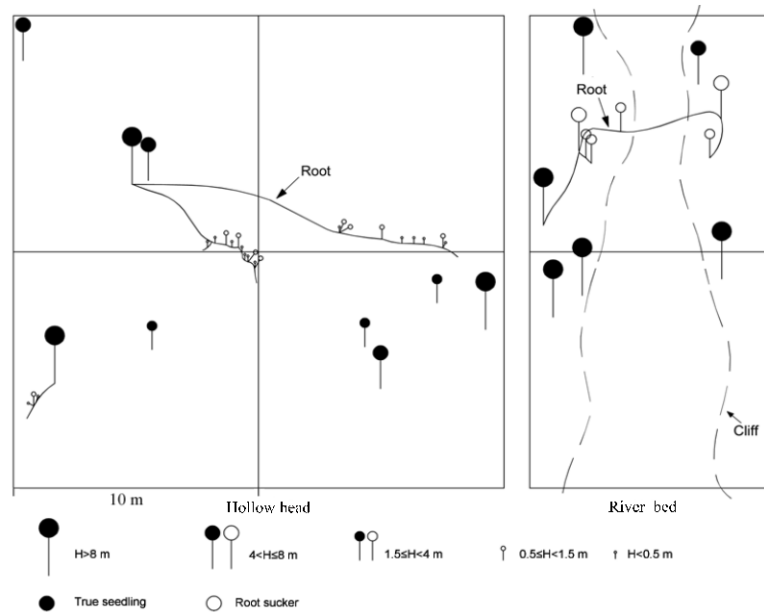 Root
Root
Cliff
10 m
Hollow head
River bed
H>8 m
4<H≤8 m
1.5≤H<4 m
0.5≤H<1.5 m
H<0.5 m
True seedling
Root sucker